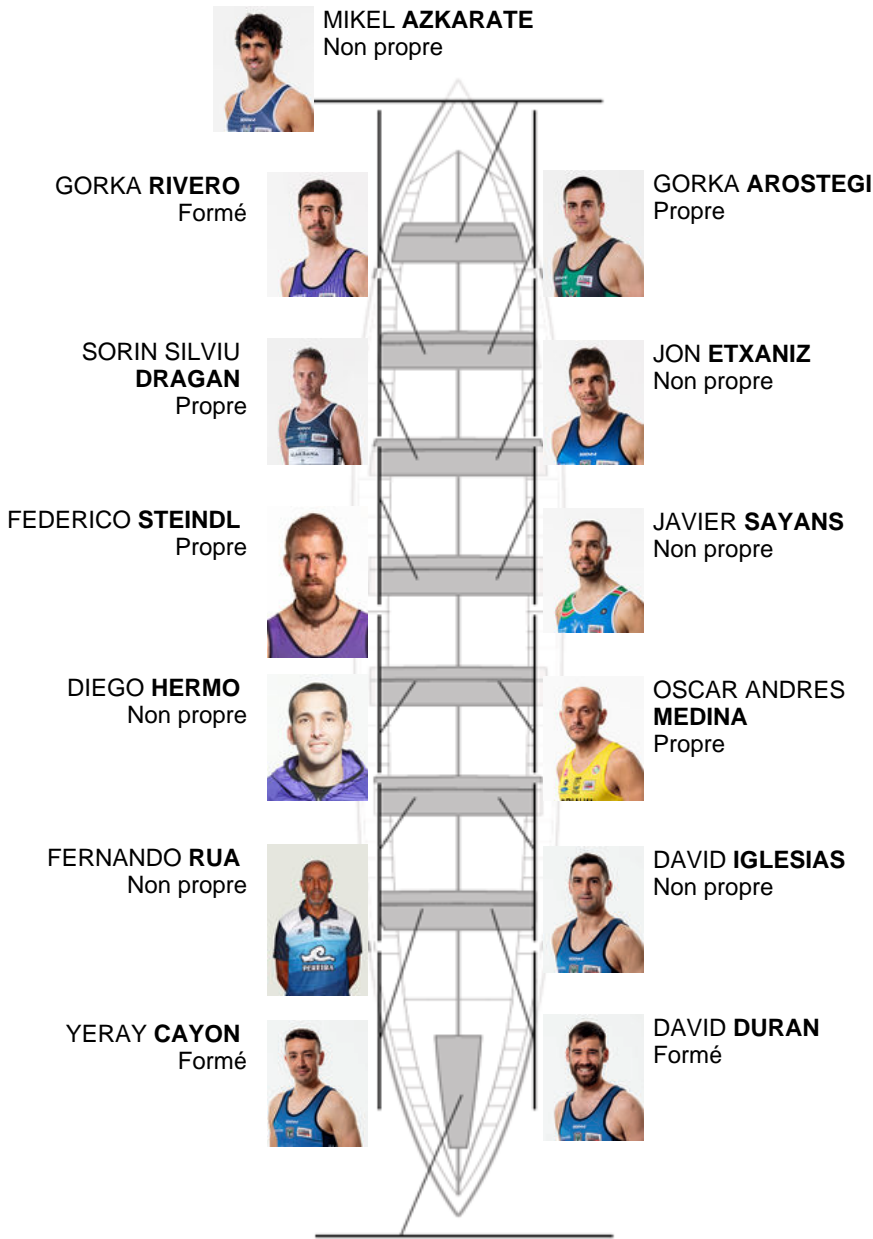 MIKEL AZKARATE
Non propre
GORKA RIVERO
Formé
GORKA AROSTEGI
Propre
SORIN SILVIU
DRAGAN
Propre
JON ETXANIZ
Non propre
FEDERICO STEINDL
Propre
JAVIER SAYANS
Non propre
DIEGO HERMO
Non propre
OSCAR ANDRES
MEDINA
Propre
FERNANDO RUA
Non propre
PEREIRA
DAVID IGLESIAS
Non propre
YERAY CAYON
Formé
DAVID DURAN
Formé